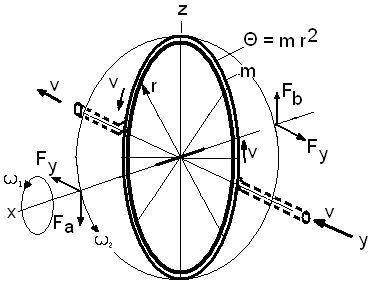 z
Θ = m r²
v
v
r
m
F_b
F_y
F_y
v
ω₁
x
F_a
ω₂
v
y